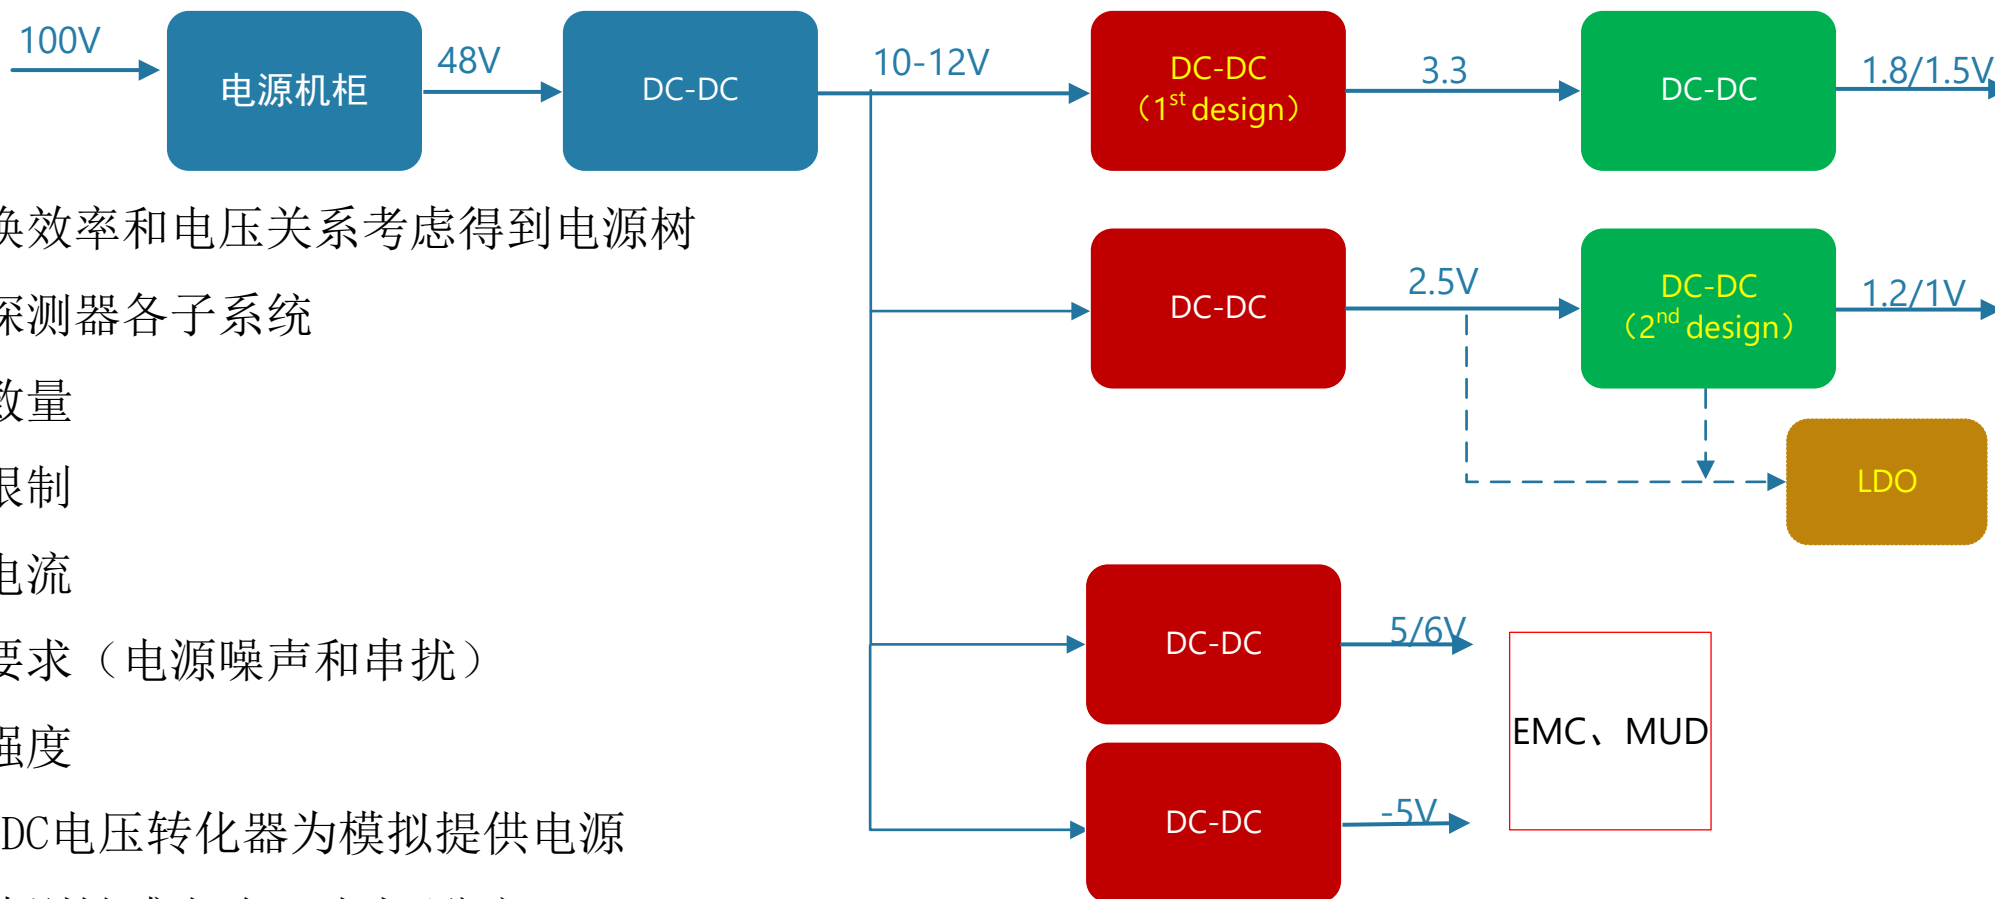 100V
电源机柜
48V
DC-DC
10-12V
DC-DC
（1st design）
3.3
DC-DC
1.8/1.5V
换效率和电压关系考虑得到电源树
探测器各子系统
数量
限制
电流
要求（电源噪声和串扰）
强度
DC电压转化器为模拟提供电源
DC-DC
2.5V
DC-DC
（2nd design）
1.2/1V
LDO
DC-DC
5/6V
DC-DC
-5V
EMC、MUD